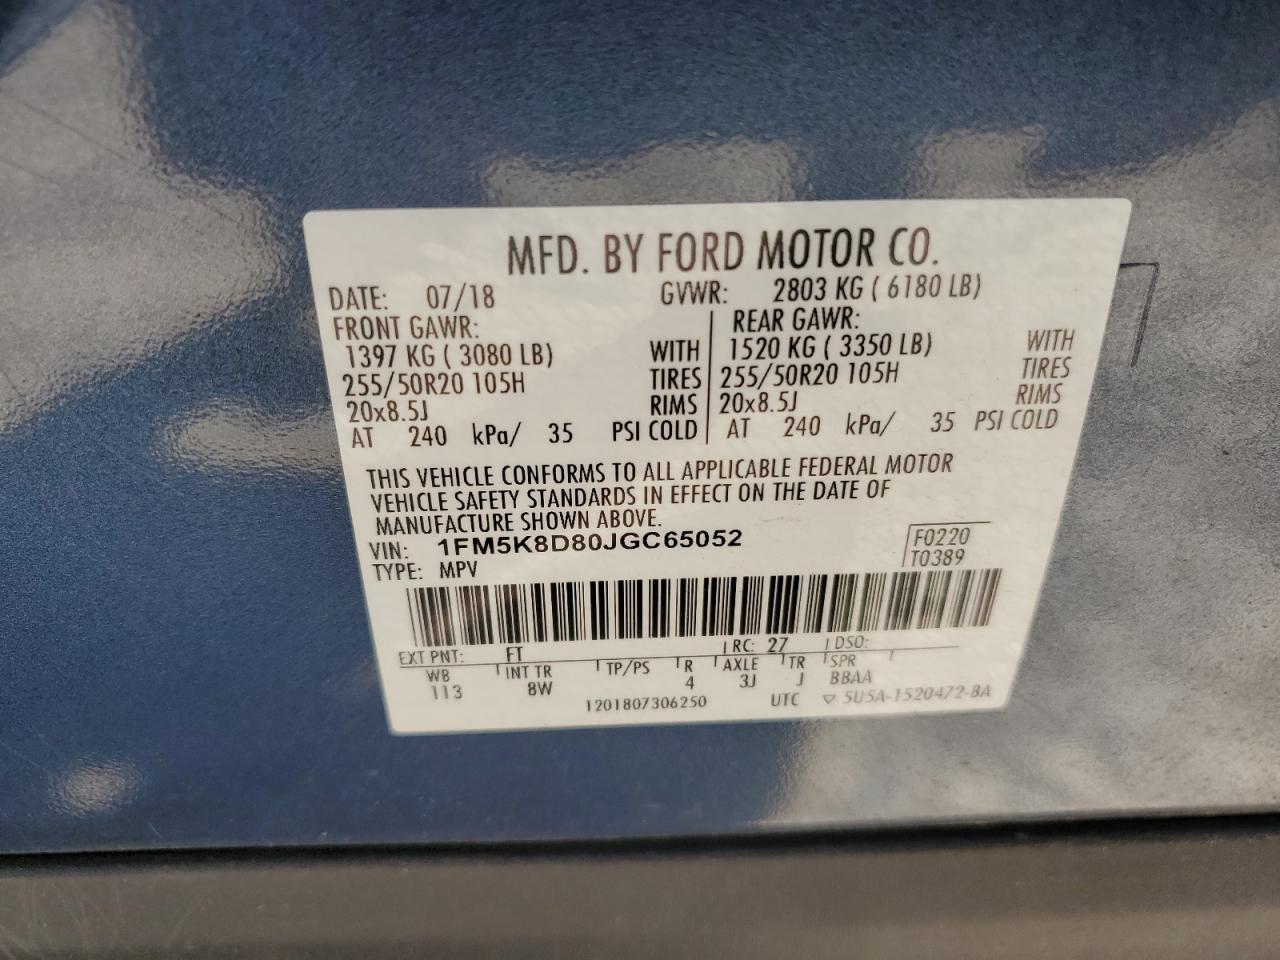 MFD. BY FORD MOTOR CO.
DATE: 07/18 GVWR: 2803 KG ( 6180 LB)
FRONT GAWR: REAR GAWR:
1397 KG ( 3080 LB) WITH 1520 KG ( 3350 LB) WITH
255/50R20 105H TIRES 255/50R20 105H TIRES
20x8.5J RIMS 20x8.5J RIMS
AT 240 kPa/ 35 PSI COLD AT 240 kPa/ 35 PSI COLD
THIS VEHICLE CONFORMS TO ALL APPLICABLE FEDERAL MOTOR
VEHICLE SAFETY STANDARDS IN EFFECT ON THE DATE OF
MANUFACTURE SHOWN ABOVE.
VIN: 1FM5K8D80JGC65052 F0220
TYPE: MPV T0389
EXT PNT: FT RC: 27 DSO:
WB INT TR TP/PS R AXLE TR SPR
113 8W 4 3J J BBAA
1201807306250 UTC ▽ 5U5A-1520472-BA